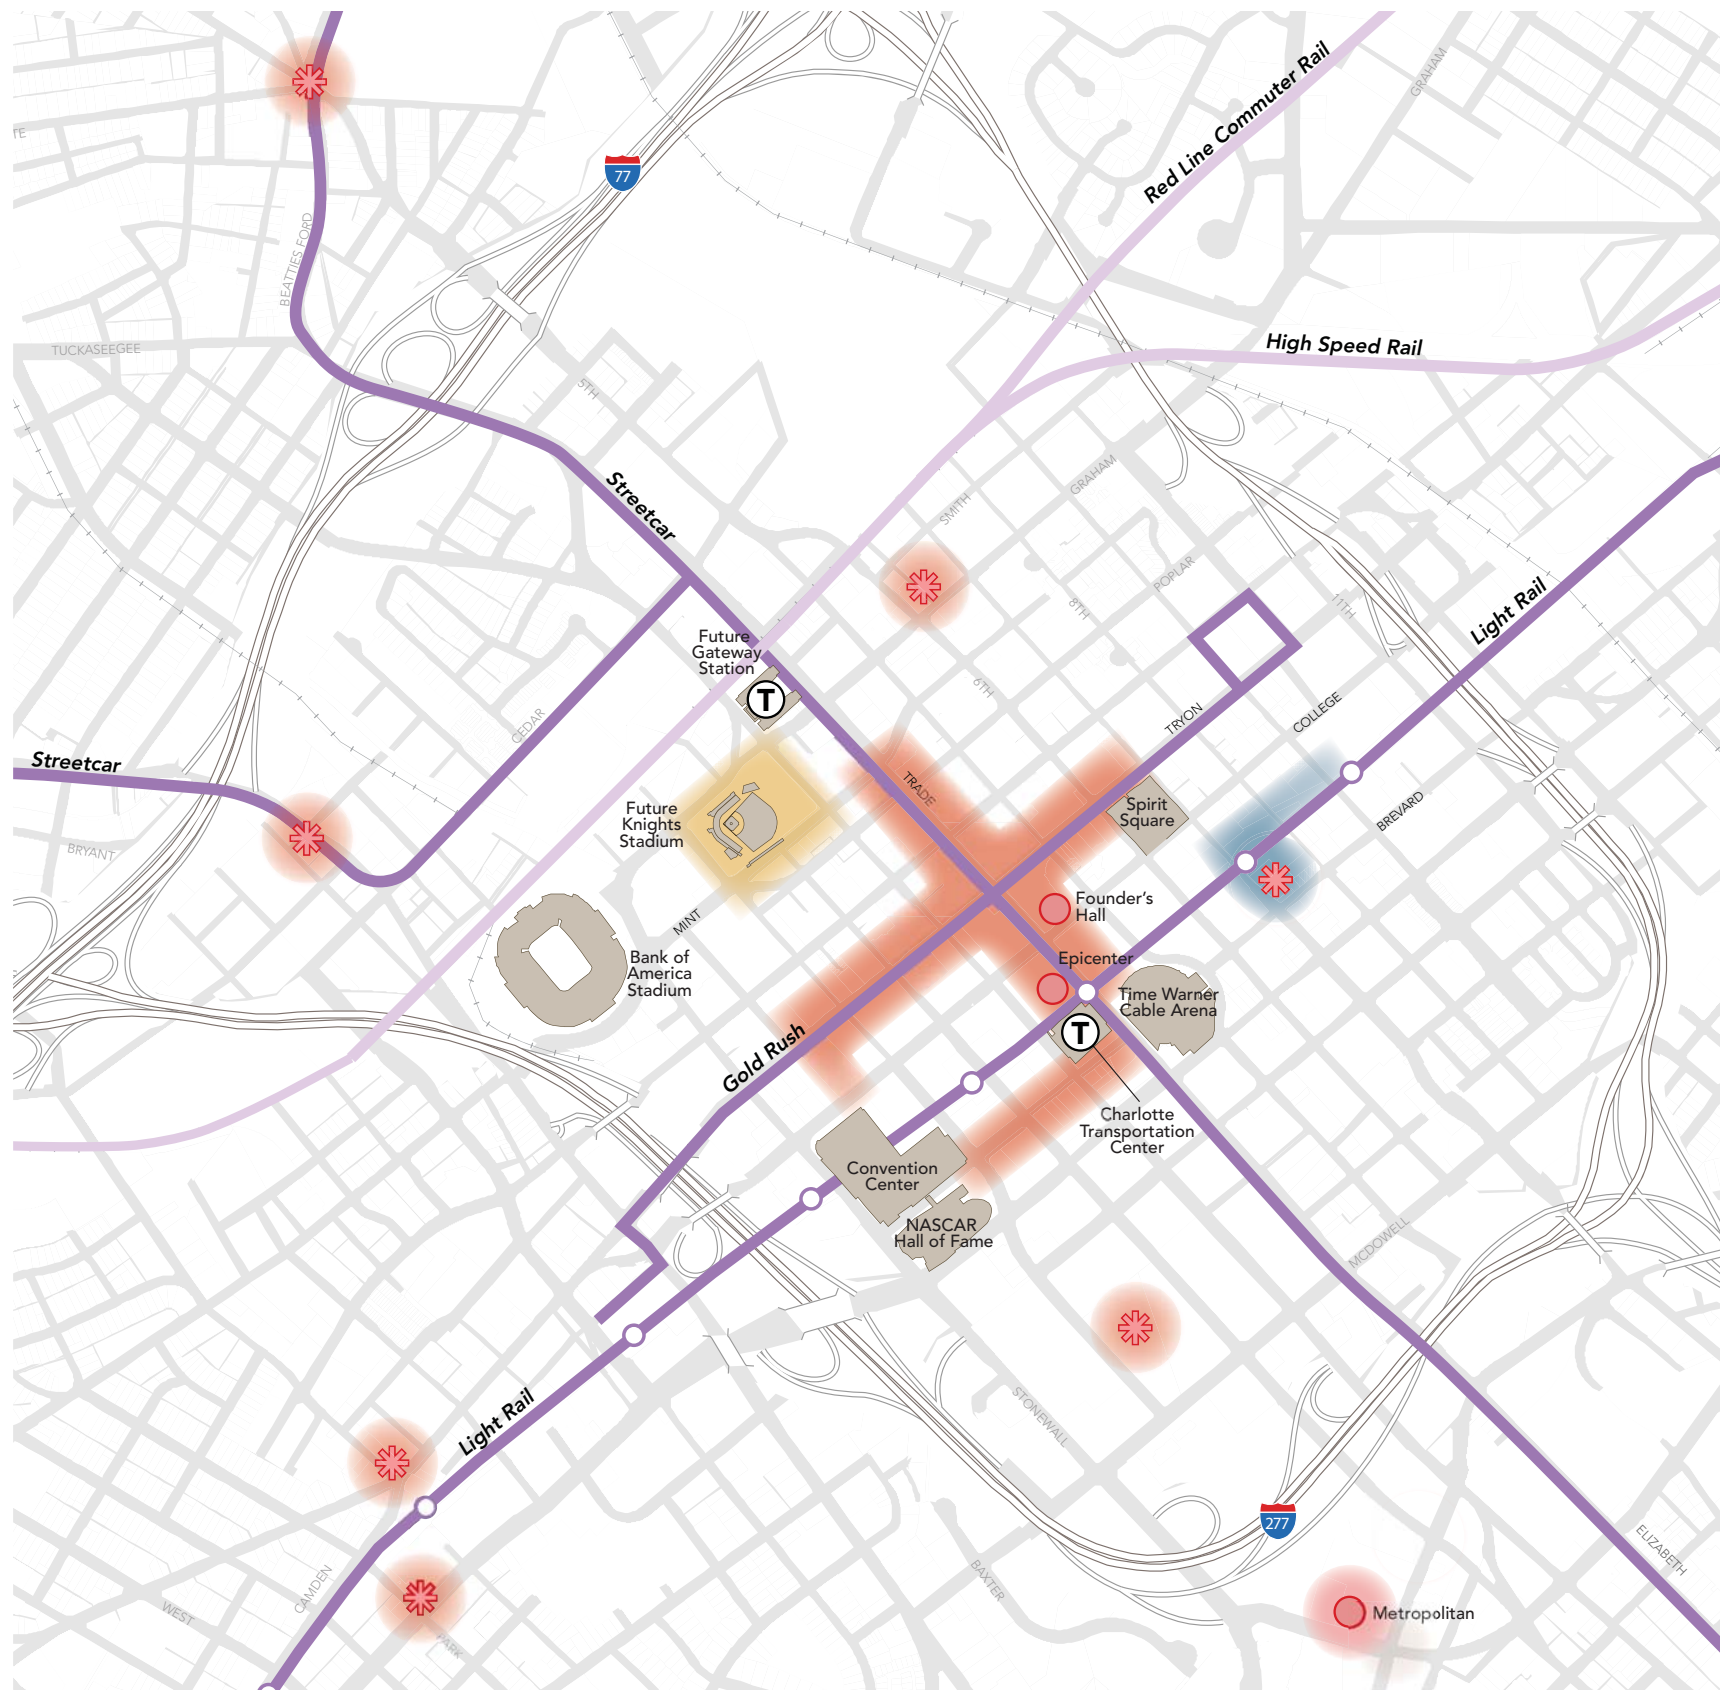 Red Line Commuter Rail
GRAHAM
77
BEATTIES FORD
TUCKASEEGEE
High Speed Rail
5TH
Streetcar
SMITH
GRAHAM
POPLAR
8TH
11TH
Light Rail
Future
Gateway
Station
T
6TH
CEDAR
TRYON
COLLEGE
Streetcar
TRADE
BREVARD
Future
Knights
Stadium
Spirit
Square
BRYANT
MINT
Founder's
Hall
Bank of
America
Stadium
Epicenter
Time Warner
Cable Arena
T
Gold Rush
Charlotte
Transportation
Center
Convention
Center
NASCAR
Hall of Fame
MCDOWELL
Light Rail
STONEWALL
277
ELIZABETH
CAMDEN
WEST
PARK
BAXTER
Metropolitan